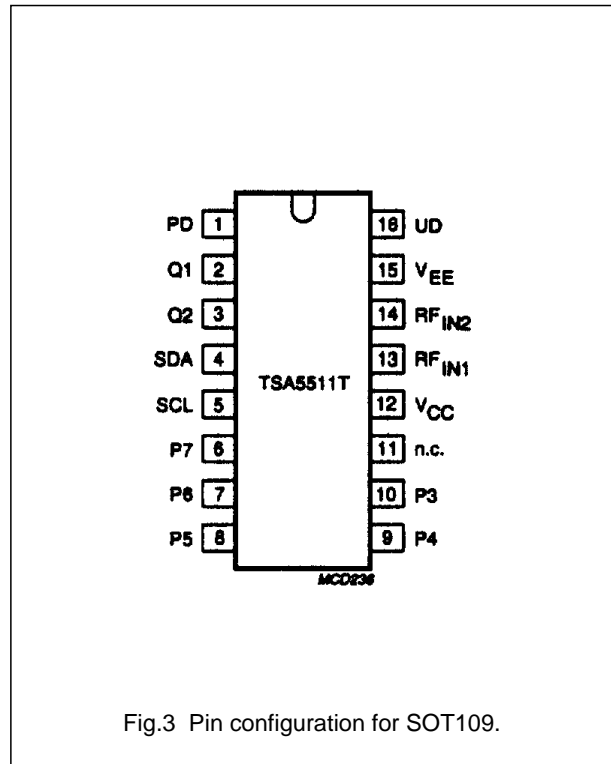 PD 1 16 UD
Q1 2 15 VEE
Q2 3 14 RFIN2
SDA 4 13 RFIN1
TSA5511T
SCL 5 12 VCC
P7 6 11 n.c.
P6 7 10 P3
P5 8 9 P4
MCD236
Fig.3 Pin configuration for SOT109.